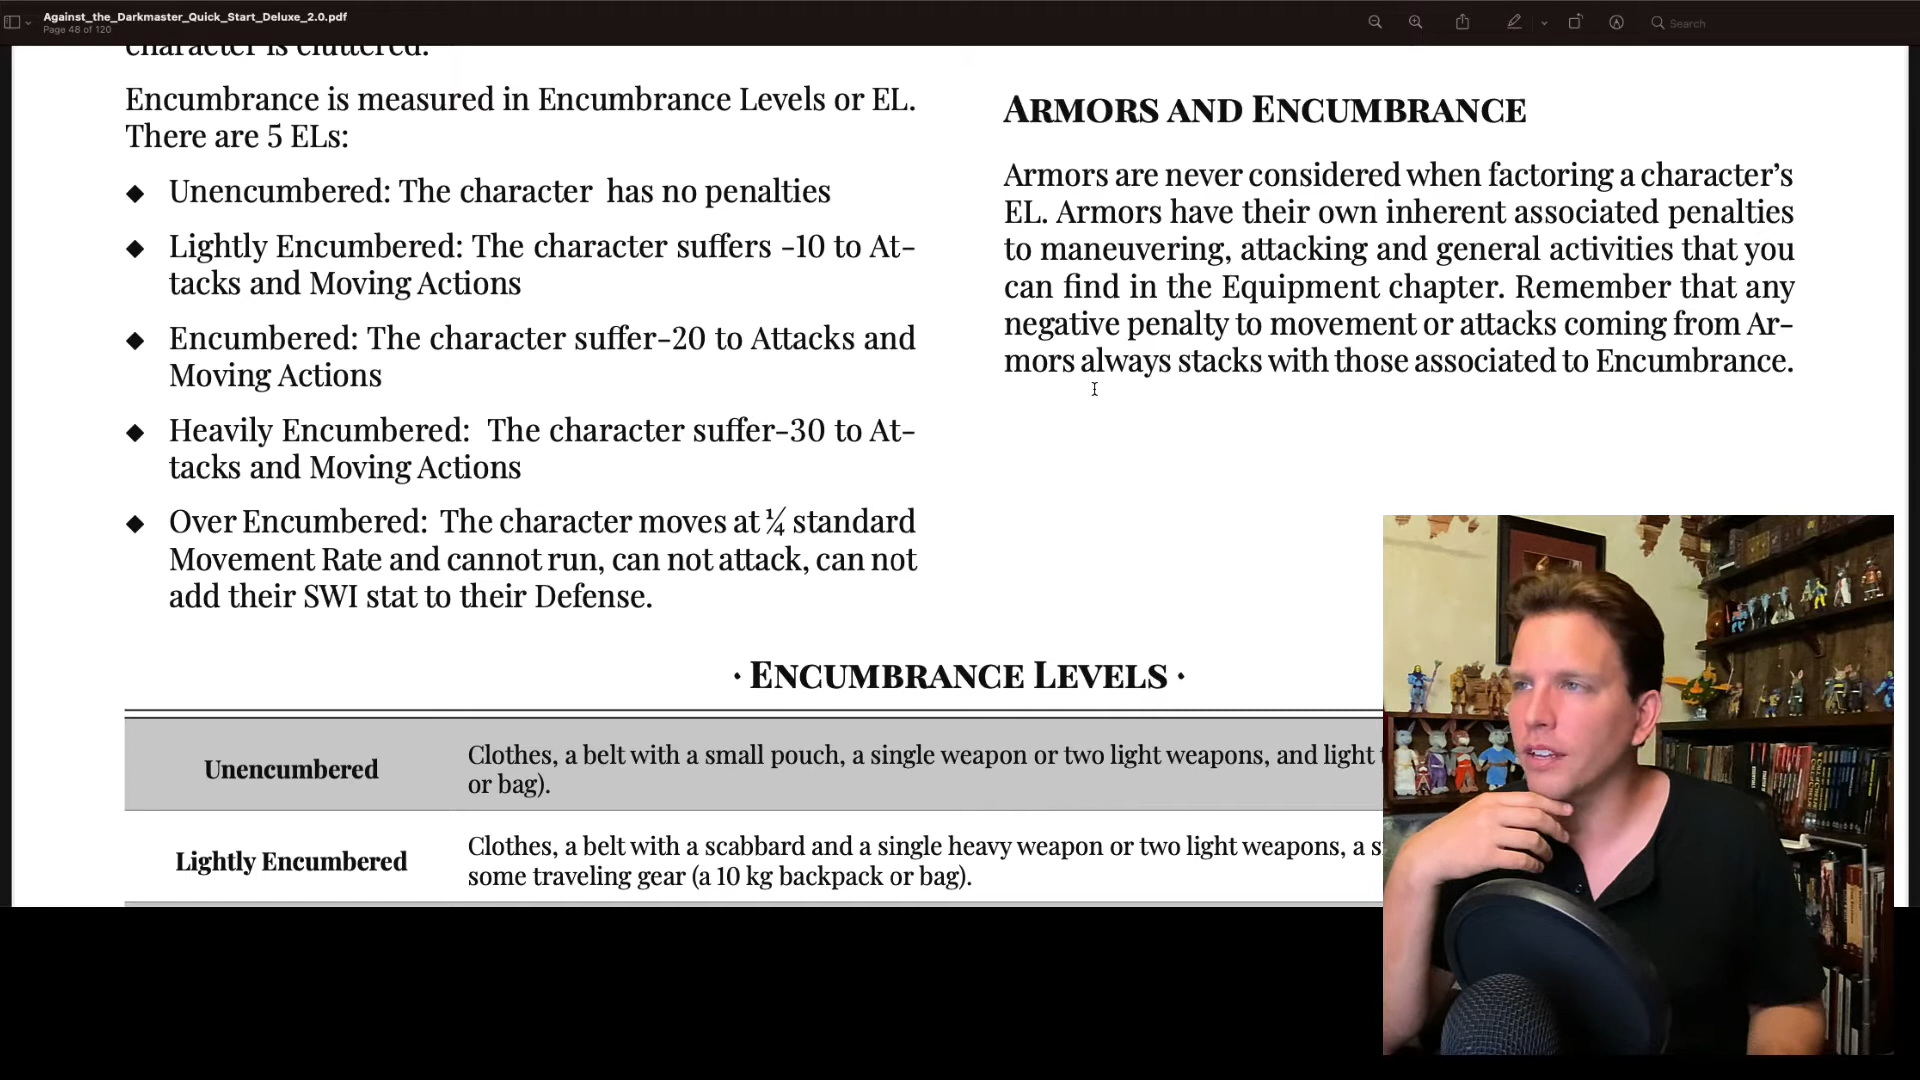 Against_the_Darkmaster_Quick_Start_Deluxe_2.0.pdf
Page 48 of 120
Search
character is cluttered.
Encumbrance is measured in Encumbrance Levels or EL.
There are 5 ELs:
◆ Unencumbered: The character has no penalties
◆ Lightly Encumbered: The character suffers -10 to At-
tacks and Moving Actions
◆ Encumbered: The character suffer-20 to Attacks and
Moving Actions
◆ Heavily Encumbered: The character suffer-30 to At-
tacks and Moving Actions
◆ Over Encumbered: The character moves at ¼ standard
Movement Rate and cannot run, can not attack, can not
add their SWI stat to their Defense.
ARMORS AND ENCUMBRANCE
Armors are never considered when factoring a character's
EL. Armors have their own inherent associated penalties
to maneuvering, attacking and general activities that you
can find in the Equipment chapter. Remember that any
negative penalty to movement or attacks coming from Ar-
mors always stacks with those associated to Encumbrance.
· ENCUMBRANCE LEVELS ·
Unencumbered
Clothes, a belt with a small pouch, a single weapon or two light weapons, and light
or bag).
Lightly Encumbered
Clothes, a belt with a scabbard and a single heavy weapon or two light weapons, a
some traveling gear (a 10 kg backpack or bag).